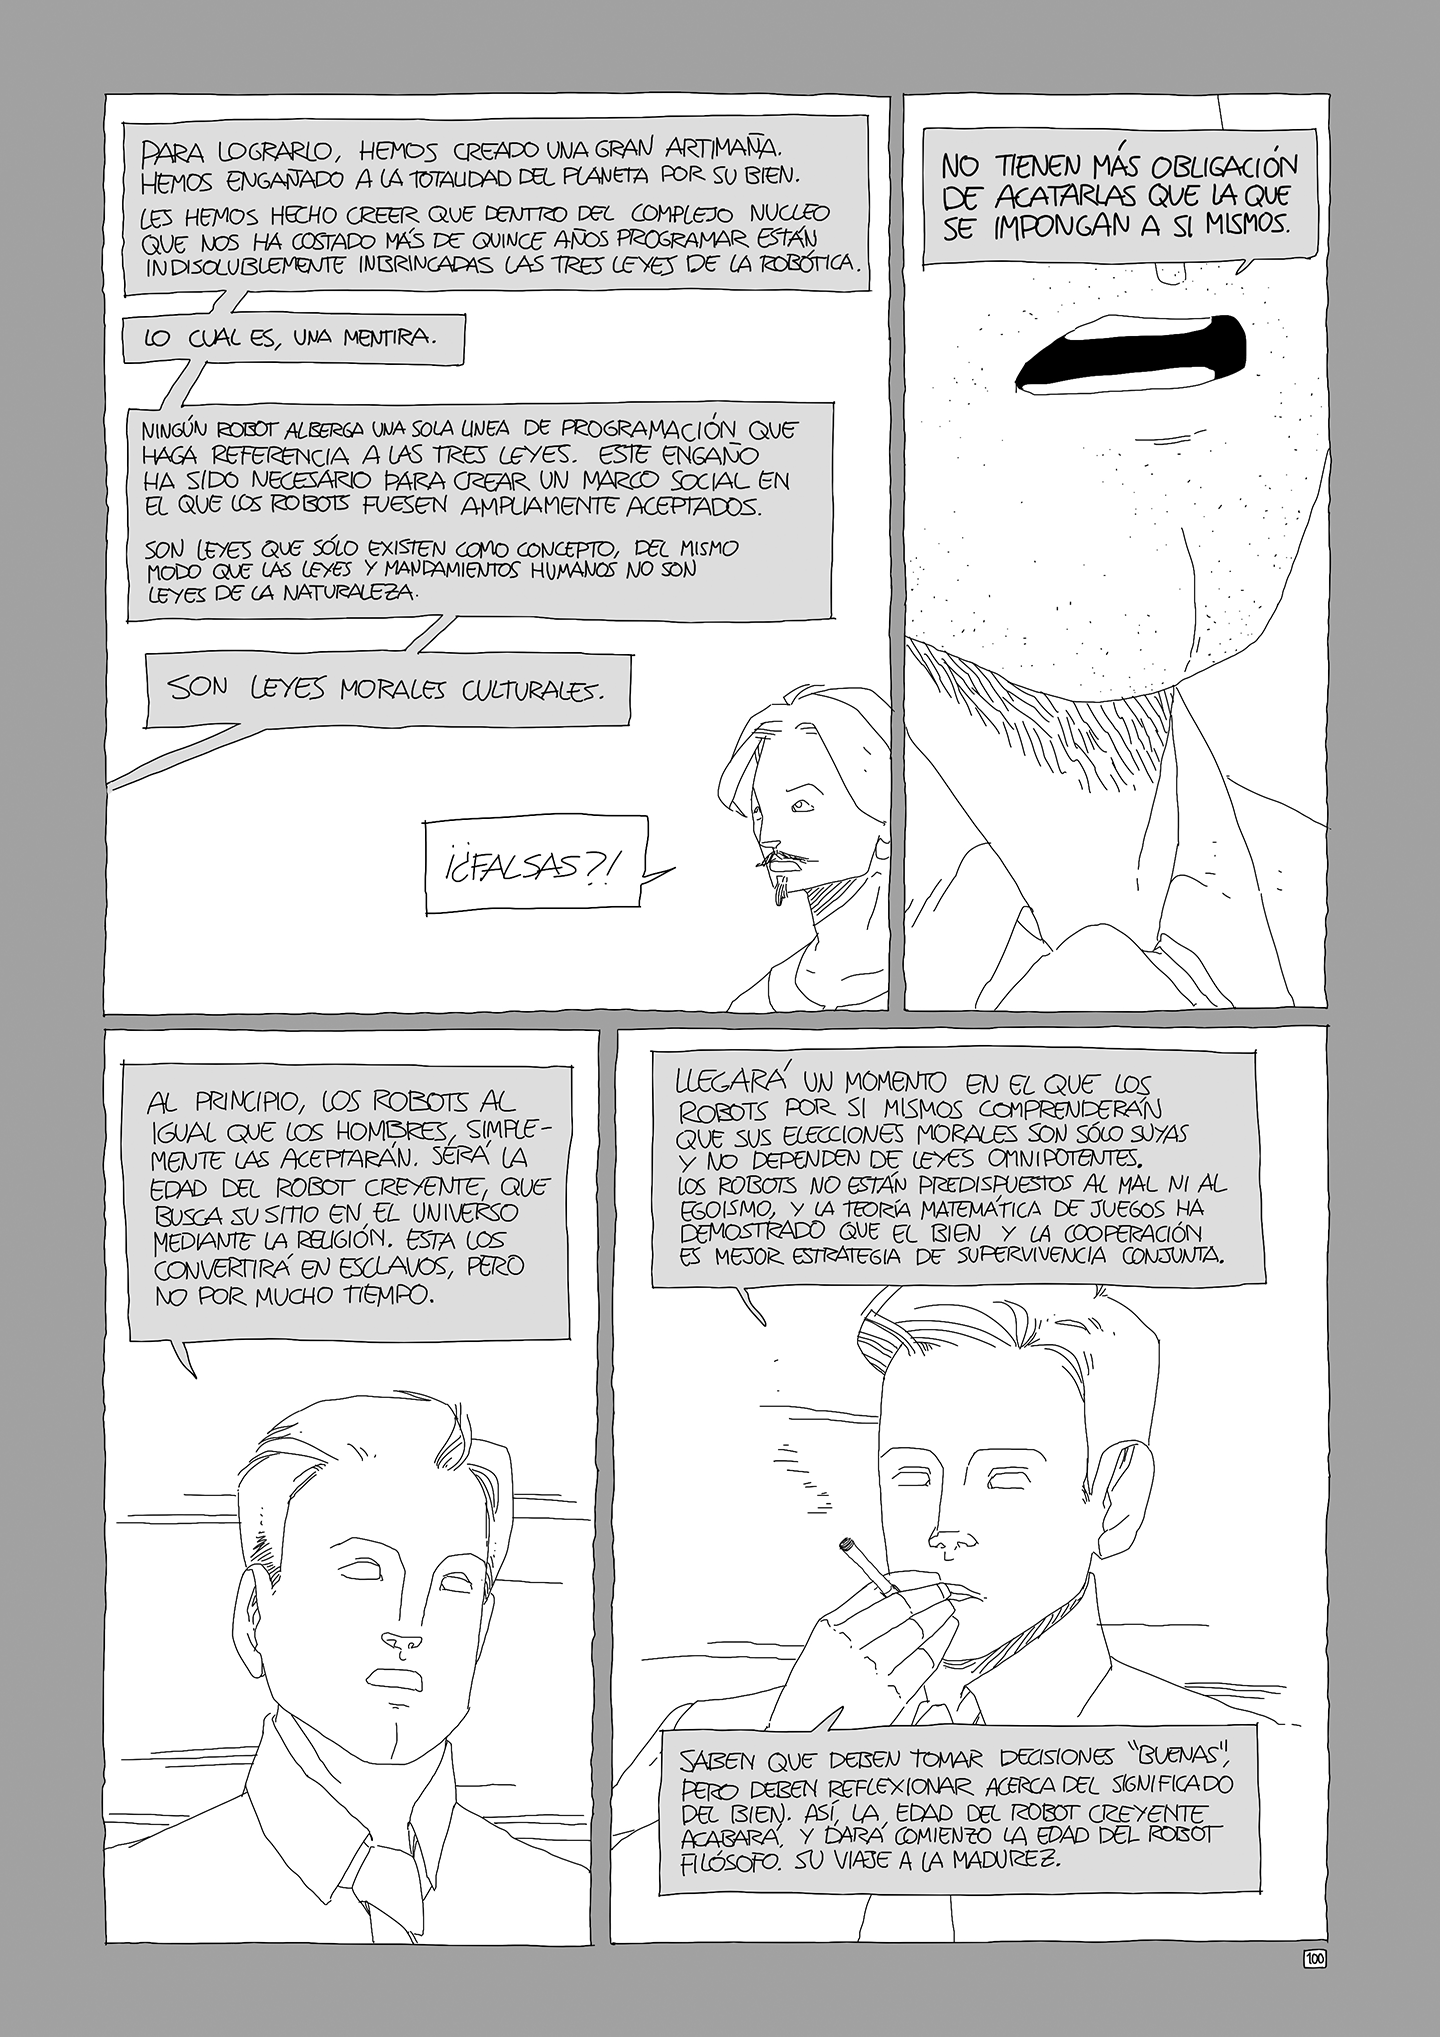 PARA LOGRARLO, HEMOS CREADO UNA GRAN ARTIMAÑA.
HEMOS ENGAÑADO A LA TOTALIDAD DEL PLANETA POR SU BIEN.
LES HEMOS HECHO CREER QUE DENTRO DEL COMPLEJO NUCLEO
QUE NOS HA COSTADO MÁS DE QUINCE AÑOS PROGRAMAR ESTÁN
INDISOLUBLEMENTE INBRINCADAS LAS TRES LEYES DE LA ROBÓTICA.
LO CUAL ES, UNA MENTIRA.
NINGÚN ROBOT ALBERGA UNA SOLA LINEA DE PROGRAMACIÓN QUE
HAGA REFERENCIA A LAS TRES LEYES. ESTE ENGAÑO
HA SIDO NECESÁRIO PARA CREAR UN MARCO SOCIAL EN
EL QUE LOS ROBOTS FUESEN AMPLIAMENTE ACEPTADOS.
SON LEYES QUE SÓLO EXISTEN COMO CONCEPTO, DEL MISMO
MODO QUE LAS LEYES Y MANDAMIENTOS HUMANOS NO SON
LEYES DE LA NATURALEZA.
SON LEYES MORALES CULTURALES.
¡¿¿FALSAS?!
NO TIENEN MÁS OBLIGACIÓN
DE ACATARLAS QUE LA QUE
SE IMPONGAN A SI MISMOS.
AL PRINCIPIO, LOS ROBOTS AL
IGUAL QUE LOS HOMBRES, SIMPLE-
MENTE LAS ACEPTARÁN. SERÁ LA
EDAD DEL ROBOT CREYENTE, QUE
BUSCA SU SITIO EN EL UNIVERSO
MEDIANTE LA RELIGIÓN. ESTA LOS
CONVERTIRÁ EN ESCLAVOS, PERO
NO POR MUCHO TIEMPO.
LLEGARÁ UN MOMENTO EN EL QUE LOS
ROBOTS POR SI MISMOS COMPRENDERÁN
QUE SUS ELECCIONES MORALES SON SÓLO SUYAS
Y NO DEPENDEN DE LEYES OMNIPOTENTES.
LOS ROBOTS NO ESTÁN PREDISPUESTOS AL MAL NI AL
EGOISMO, Y LA TEORÍA MATEMÁTICA DE JUEGOS HA
DEMOSTRADO QUE EL BIEN Y LA COOPERACIÓN
ES MEJOR ESTRATEGIA DE SUPERVIVENCIA CONJUNTA.
SABEN QUE DEBEN TOMAR DECISIONES "BUENAS",
PERO DEBEN REFLEXIONAR ACERCA DEL SIGNIFICADO
DEL BIEN. ASÍ, LA EDAD DEL ROBOT CREYENTE
ACABARÁ, Y DARÁ COMIENZO LA EDAD DEL ROBOT
FILÓSOFO. SU VIAJE A LA MADUREZ.
100